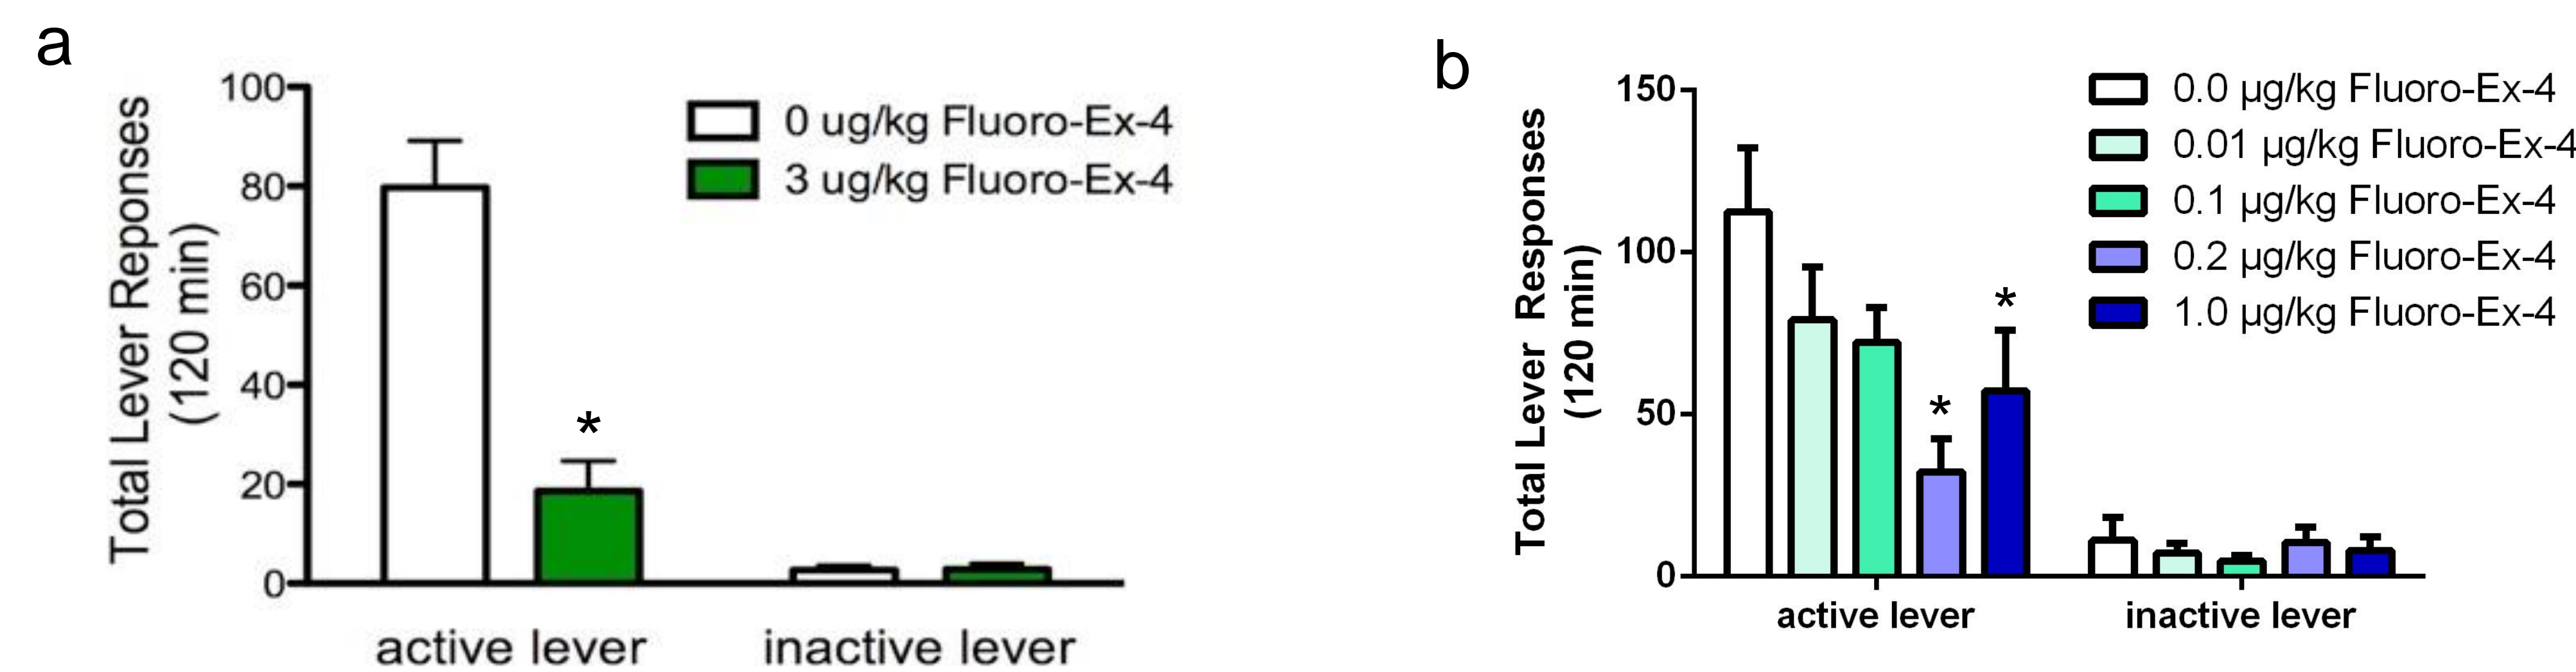 a
100
80
60
40
20
0
Total Lever Reponses
(120 min)
0 ug/kg Fluoro-Ex-4
3 ug/kg Fluoro-Ex-4
*
active lever
inactive lever
b
150
100
50
0
Total Lever Responses
(120 min)
0.0 µg/kg Fluoro-Ex-4
0.01 µg/kg Fluoro-Ex-4
0.1 µg/kg Fluoro-Ex-4
0.2 µg/kg Fluoro-Ex-4
1.0 µg/kg Fluoro-Ex-4
*
*
active lever
inactive lever